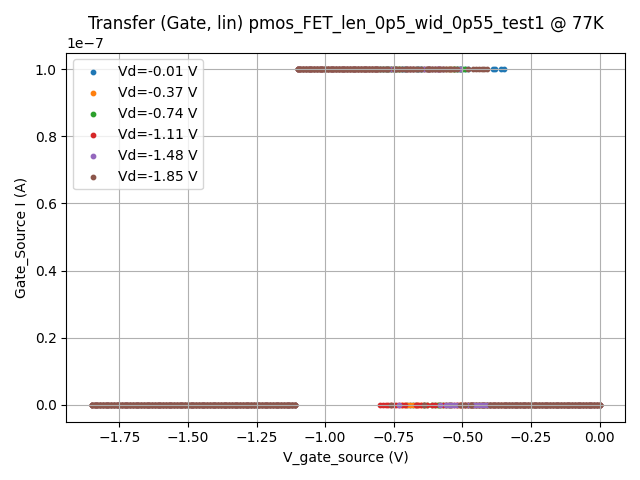 Transfer (Gate, lin) pmos_FET_len_0p5_wid_0p55_test1 @ 77K
1e−7
Vd=-0.01 V
Vd=-0.37 V
Vd=-0.74 V
Vd=-1.11 V
Vd=-1.48 V
Vd=-1.85 V
1.0
0.8
0.6
0.4
0.2
0.0
Gate_Source I (A)
−1.75 −1.50 −1.25 −1.00 −0.75 −0.50 −0.25 0.00
V_gate_source (V)